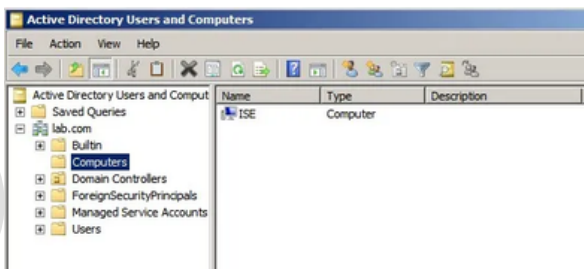 Active Directory Users and Computers
File Action View Help
Active Directory Users and Comput
Saved Queries
lab.com
Builtin
Computers
Domain Controllers
ForeignSecurityPrincipals
Managed Service Accounts
Users
Name Type Description
ISE Computer